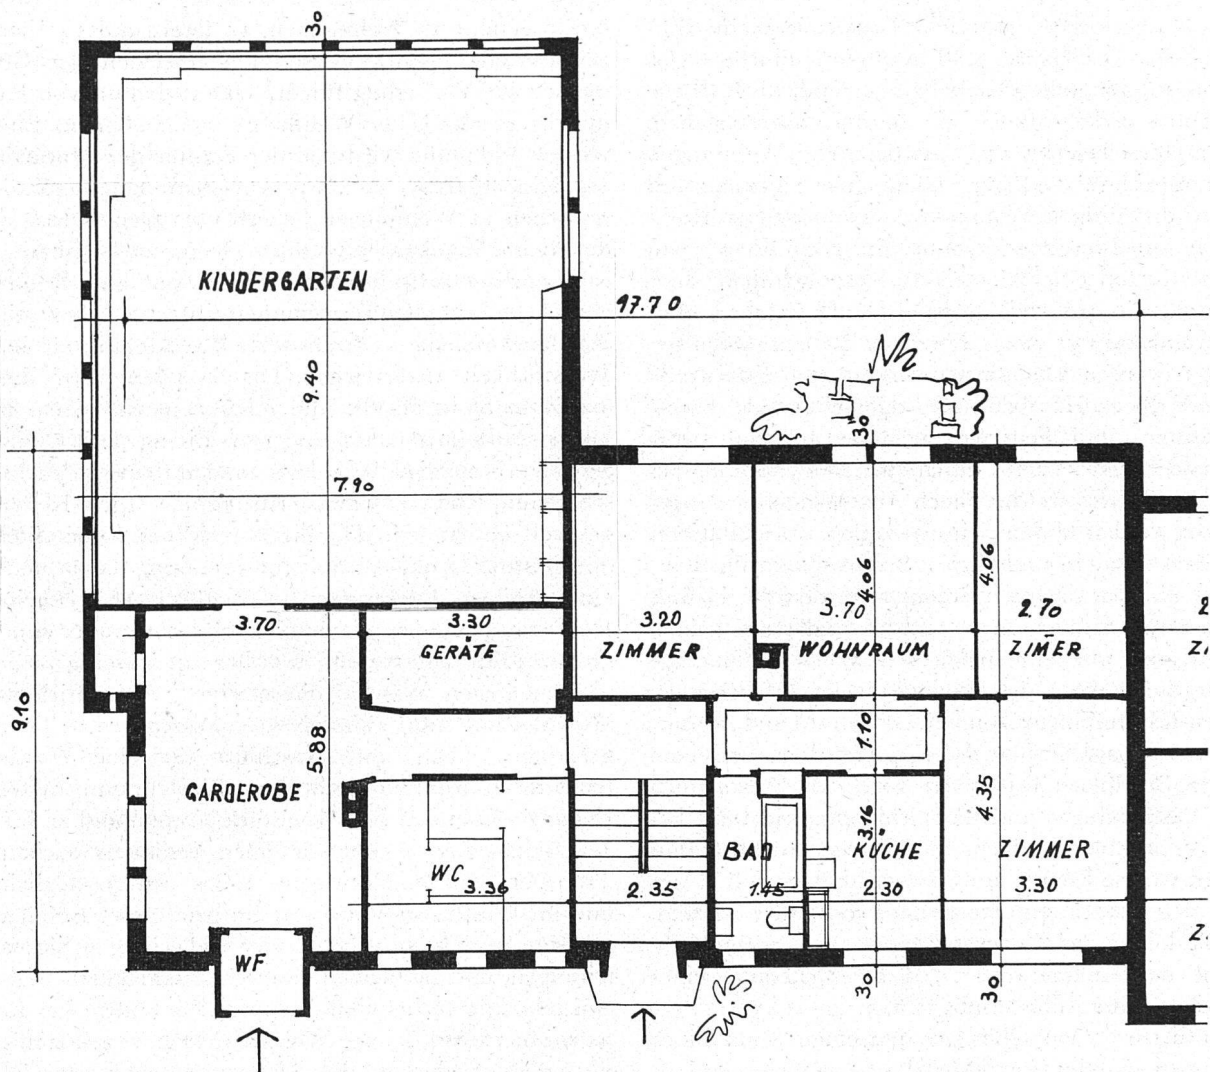 30
KINDERGARTEN
17.70
9.40
30
7.90
4.06
4.06
3.70
3.30
3.20
3.70
2.70
GERÄTE
ZIMMER
WOHNRAUM
ZIMER
9.10
5.88
1.10
GARDEROBE
4.35
3.16
BAD
KÜCHE
ZIMMER
WC
3.36
2.35
1.45
2.30
3.30
WF
Z.
30
30